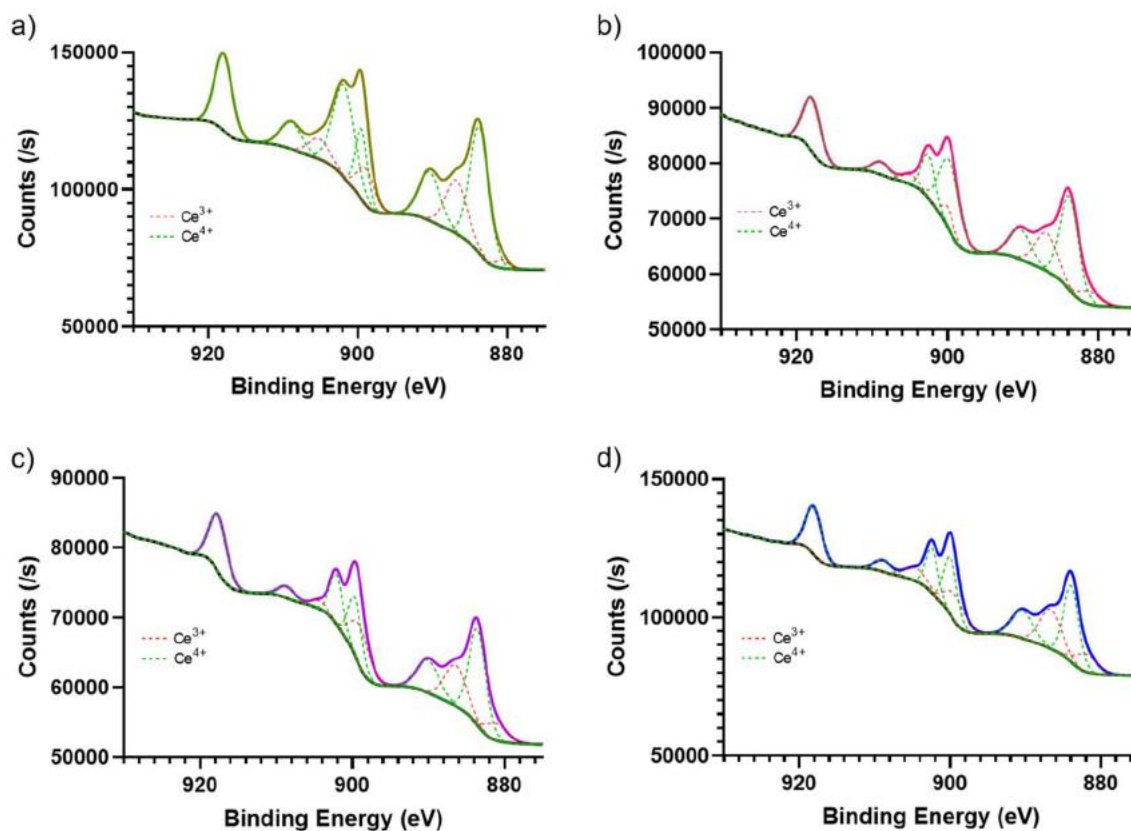 a)
150000
100000
50000
Counts (/s)
Ce³⁺
Ce⁴⁺
920 900 880
Binding Energy (eV)
b)
100000
90000
80000
70000
60000
50000
Counts (/s)
Ce³⁺
Ce⁴⁺
920 900 880
Binding Energy (eV)
c)
90000
80000
70000
60000
50000
Counts (/s)
Ce³⁺
Ce⁴⁺
920 900 880
Binding Energy (eV)
d)
150000
100000
50000
Counts (/s)
Ce³⁺
Ce⁴⁺
920 900 880
Binding Energy (eV)